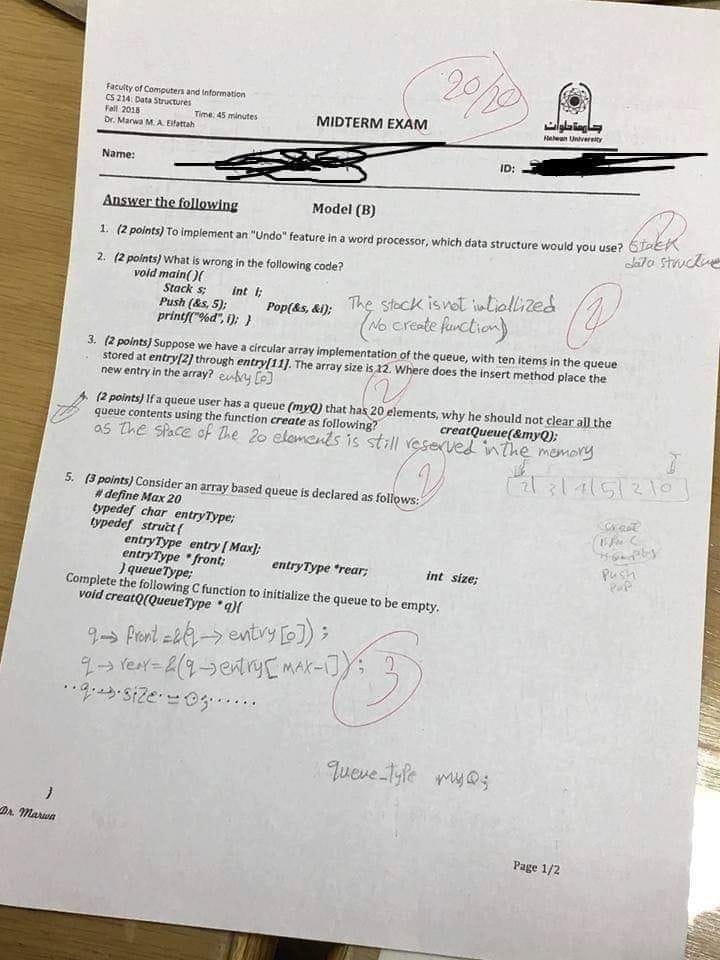 Faculty of Computers and Information
CS 214: Data Structures
Fall 2018
Time: 45 minutes
Dr. Marwa M. A. Elfattah
MIDTERM EXAM
20/20
جامعة حلوان
Helwan University
Name:
ID:
Answer the following
Model (B)
1. (2 points) To implement an "Undo" feature in a word processor, which data structure would you use? Stack
data structure
2
2. (2 points) What is wrong in the following code?
void main( ){
Stack s; int i;
Push (&s, 5); Pop(&s, &i);
printf("%d", i); }
The stack is not intiallized
(No create function)
2
3. (2 points) Suppose we have a circular array implementation of the queue, with ten items in the queue
stored at entry[2] through entry[11]. The array size is 12. Where does the insert method place the
new entry in the array? entry [0]
2
4. (2 points) If a queue user has a queue (myQ) that has 20 elements, why he should not clear all the
queue contents using the function create as following? creatQueue(&myQ);
as the space of the 20 elements is still reserved in the memory
2
5. (3 points) Consider an array based queue is declared as follows:
# define Max 20
typedef char entryType;
typedef struct {
entryType entry [ Max];
entryType *front; entryType *rear; int size;
} queueType;
Complete the following C function to initialize the queue to be empty.
void creatQ(QueueType *q){
creat
Push
PoP
q→ front =&(q→ entry[0]) ;
q→ rear=&(q→entry[MAX-1]);
q→size=0;
3
queue_type myQ;
}
Dr. Marwa
Page 1/2